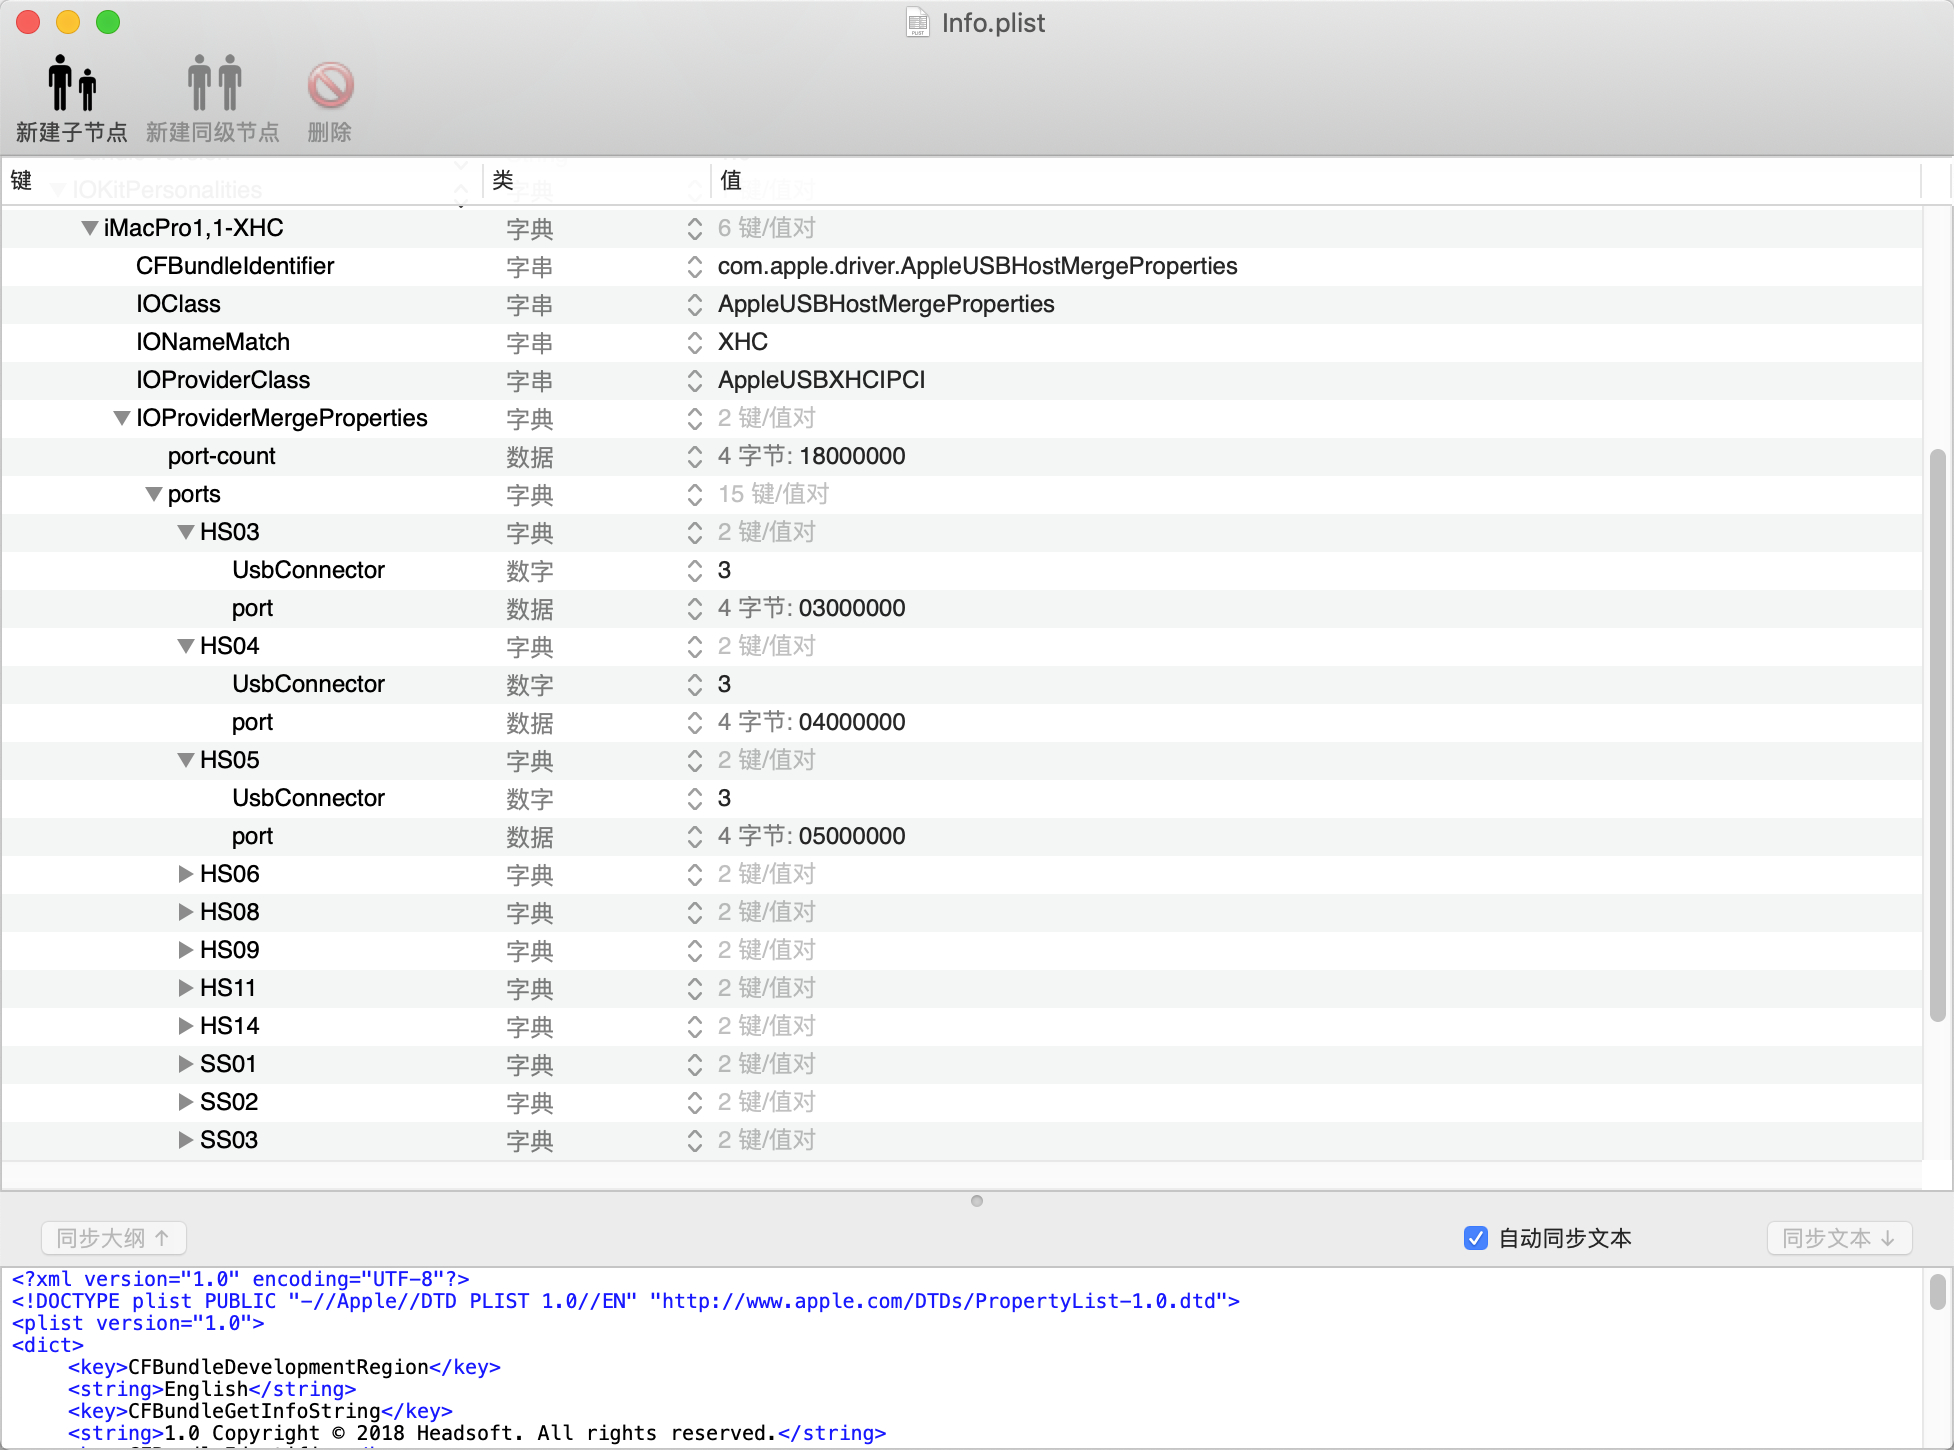 Info.plist
新建子节点 新建同级节点 删除
键 类 值
IOKitPersonalities 字典 键/值对
iMacPro1,1-XHC 字典 6 键/值对
CFBundleIdentifier 字串 com.apple.driver.AppleUSBHostMergeProperties
IOClass 字串 AppleUSBHostMergeProperties
IONameMatch 字串 XHC
IOProviderClass 字串 AppleUSBXHCIPCI
IOProviderMergeProperties 字典 2 键/值对
port-count 数据 4 字节: 18000000
ports 字典 15 键/值对
HS03 字典 2 键/值对
UsbConnector 数字 3
port 数据 4 字节: 03000000
HS04 字典 2 键/值对
UsbConnector 数字 3
port 数据 4 字节: 04000000
HS05 字典 2 键/值对
UsbConnector 数字 3
port 数据 4 字节: 05000000
HS06 字典 2 键/值对
HS08 字典 2 键/值对
HS09 字典 2 键/值对
HS11 字典 2 键/值对
HS14 字典 2 键/值对
SS01 字典 2 键/值对
SS02 字典 2 键/值对
SS03 字典 2 键/值对
同步大纲 ↑ 自动同步文本 同步文本 ↓
<?xml version="1.0" encoding="UTF-8"?>
<!DOCTYPE plist PUBLIC "-//Apple//DTD PLIST 1.0//EN" "http://www.apple.com/DTDs/PropertyList-1.0.dtd">
<plist version="1.0">
<dict>
<key>CFBundleDevelopmentRegion</key>
<string>English</string>
<key>CFBundleGetInfoString</key>
<string>1.0 Copyright © 2018 Headsoft. All rights reserved.</string>